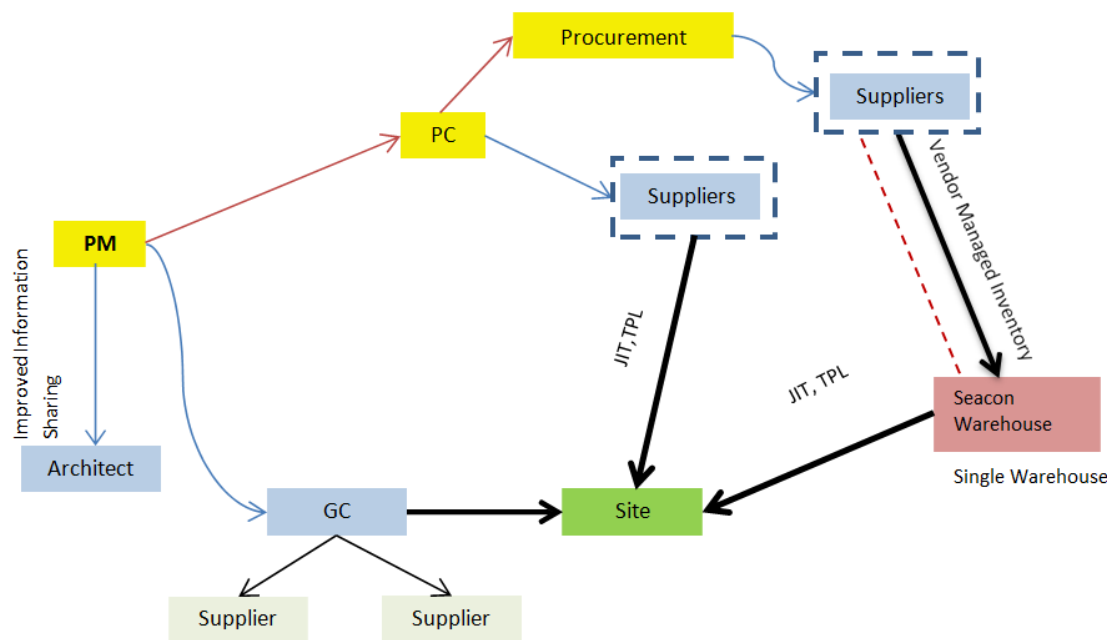 Procurement
Suppliers
PC
Vendor Managed Inventory
Suppliers
PM
Improved Information
Sharing
JIT,TPL
JIT, TPL
Seacon
Warehouse
Architect
Single Warehouse
GC
Site
Supplier
Supplier